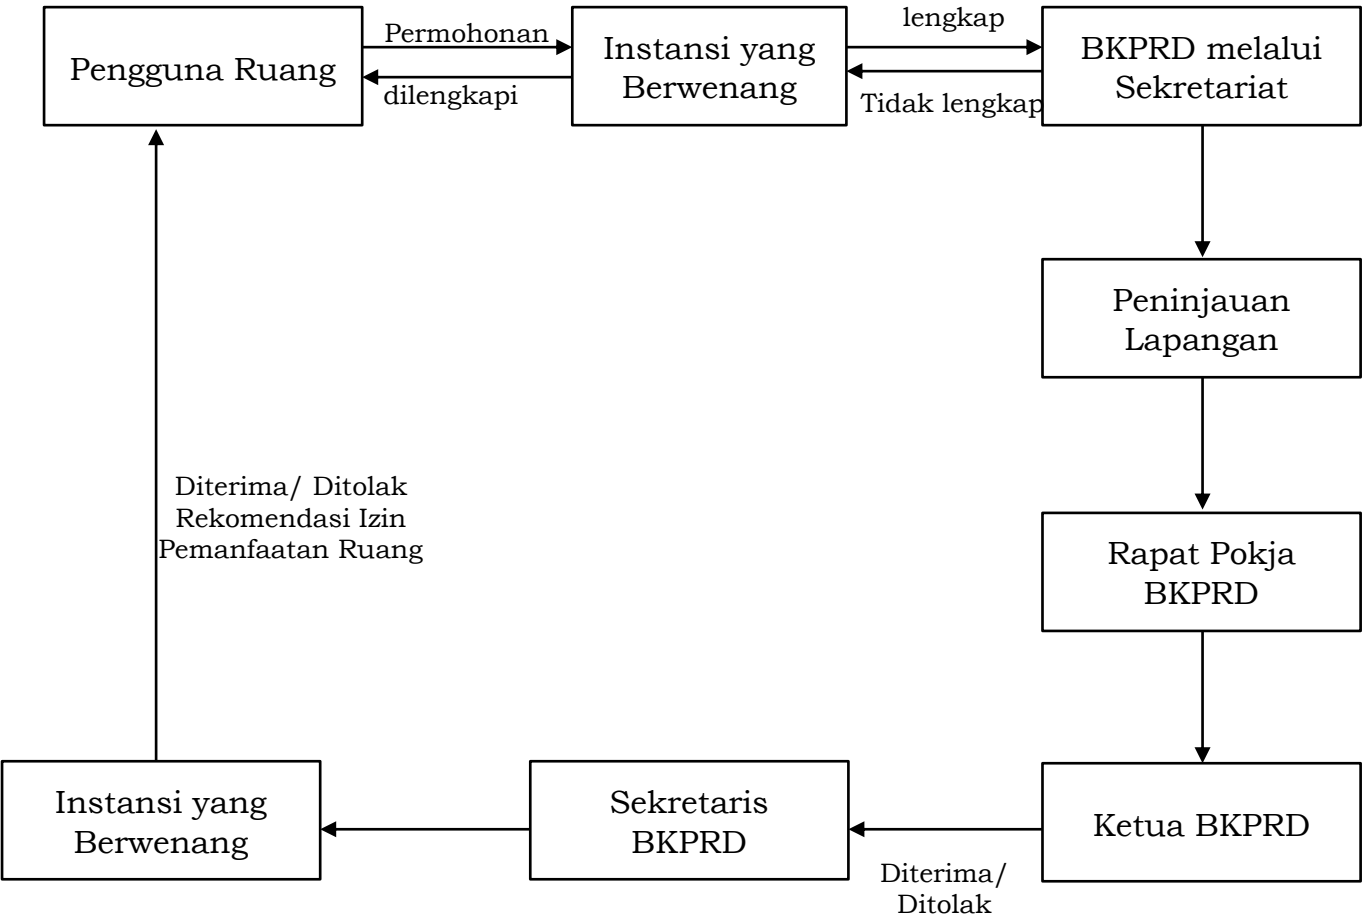 Pengguna Ruang
Permohonan
dilengkapi
Instansi yang
Berwenang
lengkap
Tidak lengkap
BKPRD melalui
Sekretariat
Peninjauan
Lapangan
Rapat Pokja
BKPRD
Ketua BKPRD
Diterima/
Ditolak
Sekretaris
BKPRD
Instansi yang
Berwenang
Diterima/ Ditolak
Rekomendasi Izin
Pemanfaatan Ruang